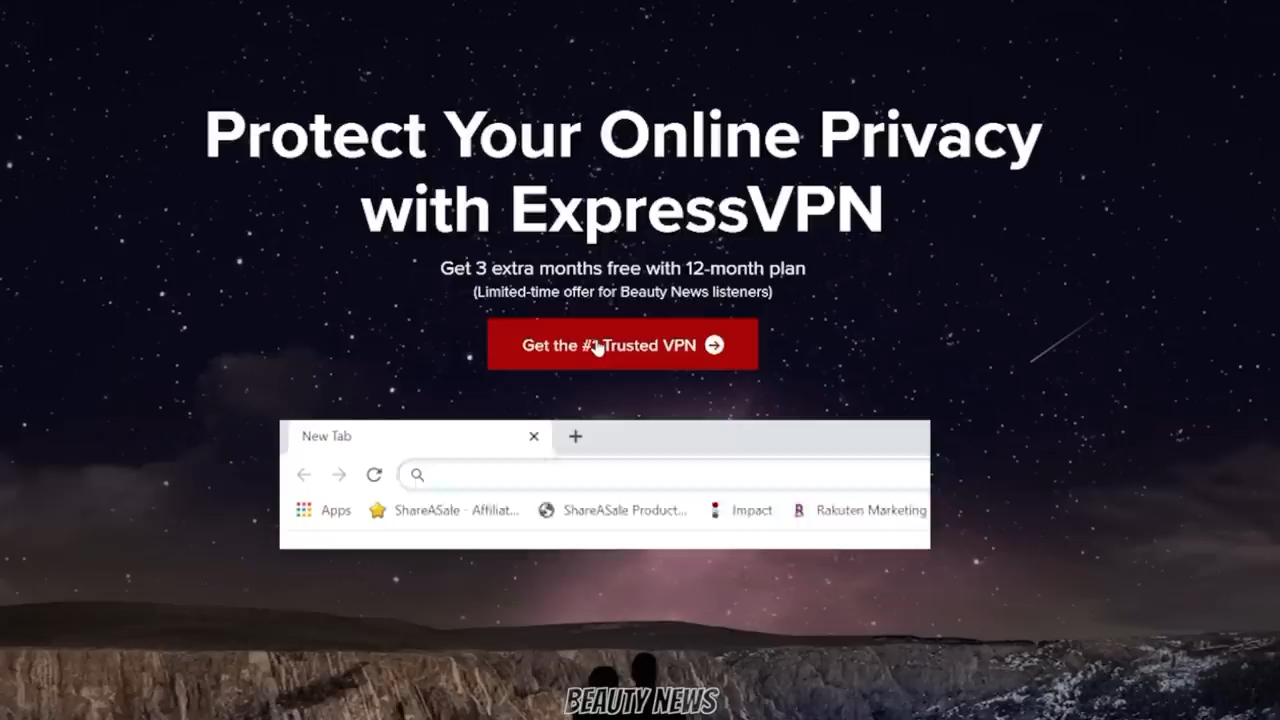 Protect Your Online Privacy
with ExpressVPN
Get 3 extra months free with 12-month plan
(Limited-time offer for Beauty News listeners)
Get the #1 Trusted VPN
New Tab
Apps ShareASale - Affiliat... ShareASale Product... Impact Rakuten Marketing
BEAUTY NEWS